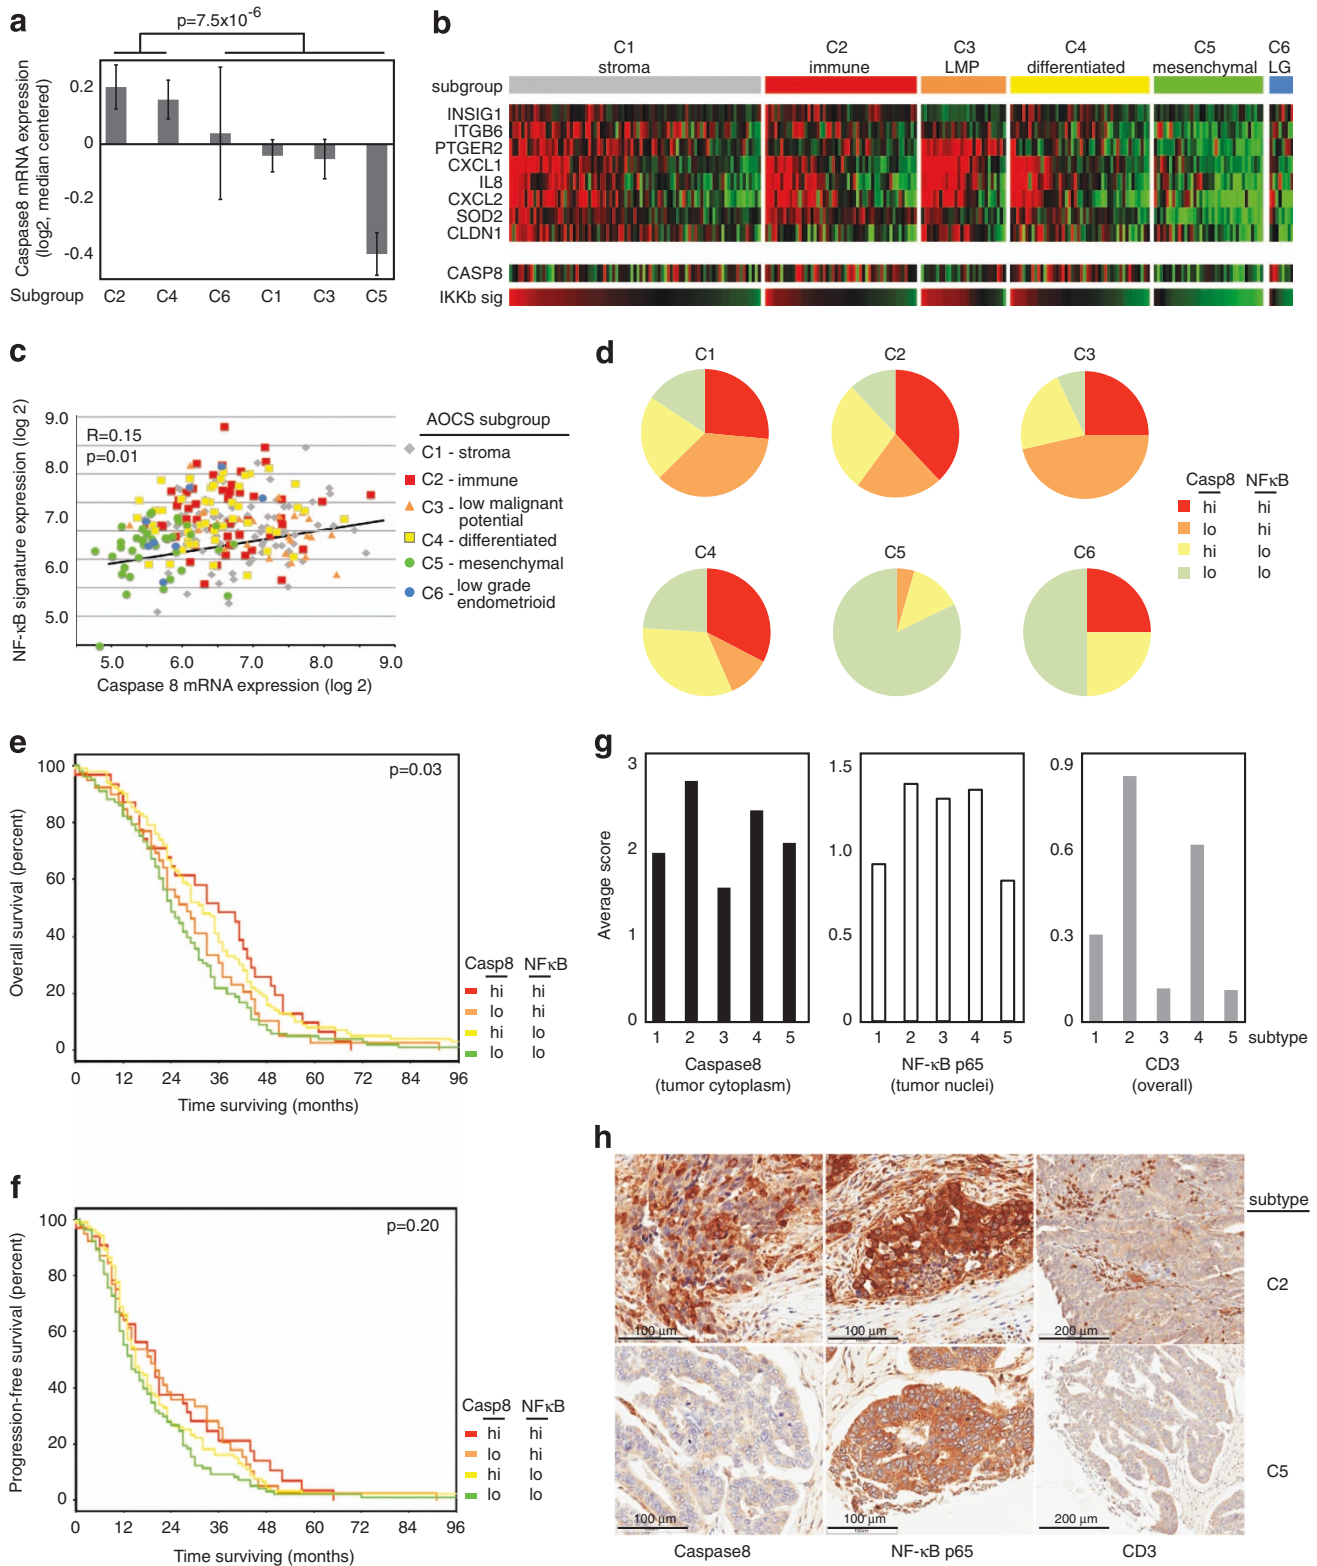 a
p=7.5x10-6
Caspase8 mRNA expression
(log2, median centered)
0.2
0
-0.2
-0.4
Subgroup C2 C4 C6 C1 C3 C5
b
C1 C2 C3 C4 C5 C6
stroma immune LMP differentiated mesenchymal LG
subgroup
INSIG1
ITGB6
PTGER2
CXCL1
IL8
CXCL2
SOD2
CLDN1
CASP8
IKKb sig
c
NF-κB signature expression (log 2)
9.0
8.0
7.0
6.0
5.0
R=0.15
p=0.01
5.0 6.0 7.0 8.0 9.0
Caspase 8 mRNA expression (log 2)
AOCS subgroup
C1 - stroma
C2 - immune
C3 - low malignant
potential
C4 - differentiated
C5 - mesenchymal
C6 - low grade
endometrioid
d
C1 C2 C3
C4 C5 C6
Casp8 NFκB
hi hi
lo hi
hi lo
lo lo
e
Overall survival (percent)
100
80
60
40
20
0
p=0.03
0 12 24 36 48 60 72 84 96
Time surviving (months)
Casp8 NFκB
hi hi
lo hi
hi lo
lo lo
f
Progression-free survival (percent)
100
80
60
40
20
0
p=0.20
0 12 24 36 48 60 72 84 96
Time surviving (months)
Casp8 NFκB
hi hi
lo hi
hi lo
lo lo
g
Average score
3
2
1
0
1 2 3 4 5
Caspase8
(tumor cytoplasm)
1.5
1.0
0.5
0
1 2 3 4 5
NF-κB p65
(tumor nuclei)
0.9
0.6
0.3
0
1 2 3 4 5 subtype
CD3
(overall)
h
subtype
C2
100 μm 100 μm 200 μm
C5
100 μm 100 μm 200 μm
Caspase8 NF-κB p65 CD3